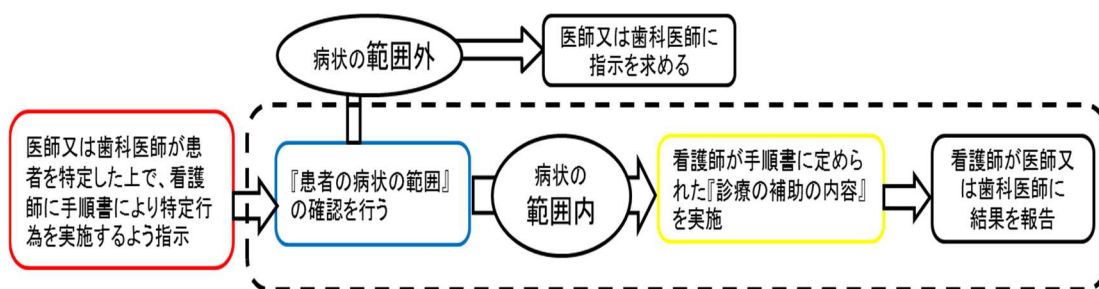 病状の範囲外
医師又は歯科医師に
指示を求める
医師又は歯科医師が患
者を特定した上で、看護
師に手順書により特定行
為を実施するよう指示
『患者の病状の範囲』
の確認を行う
病状の
範囲内
看護師が手順書に定めら
れた『診療の補助の内容』
を実施
看護師が医師又
は歯科医師に
結果を報告